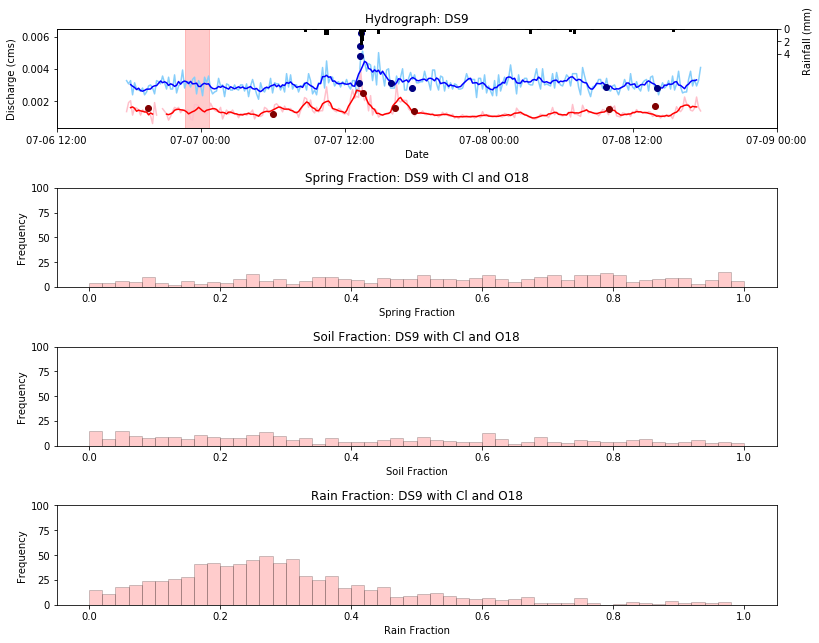 Hydrograph: DS9
0.006
0.004
0.002
Discharge (cms)
0
2
4
Rainfall (mm)
07-06 12:00 07-07 00:00 07-07 12:00 07-08 00:00 07-08 12:00 07-09 00:00
Date
Spring Fraction: DS9 with Cl and O18
100
75
50
25
0
Frequency
0.0 0.2 0.4 0.6 0.8 1.0
Spring Fraction
Soil Fraction: DS9 with Cl and O18
100
75
50
25
0
Frequency
0.0 0.2 0.4 0.6 0.8 1.0
Soil Fraction
Rain Fraction: DS9 with Cl and O18
100
75
50
25
0
Frequency
0.0 0.2 0.4 0.6 0.8 1.0
Rain Fraction